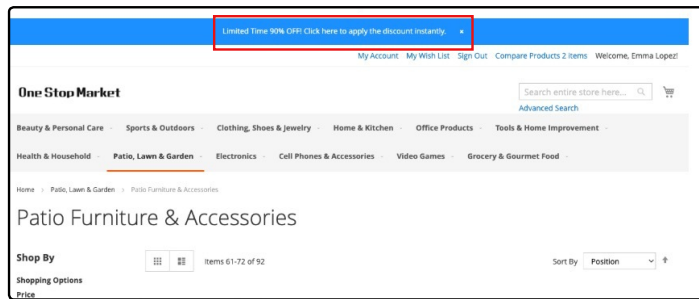 Limited Time 90% OFF! Click here to apply the discount instantly. ×
My Account My Wish List Sign Out Compare Products 2 items Welcome, Emma Lopez!
One Stop Market
Search entire store here...
Advanced Search
Beauty & Personal Care Sports & Outdoors Clothing, Shoes & Jewelry Home & Kitchen Office Products Tools & Home Improvement
Health & Household Patio, Lawn & Garden Electronics Cell Phones & Accessories Video Games Grocery & Gourmet Food
Home > Patio, Lawn & Garden > Patio Furniture & Accessories
Patio Furniture & Accessories
Shop By Items 61-72 of 92 Sort By Position
Shopping Options
Price